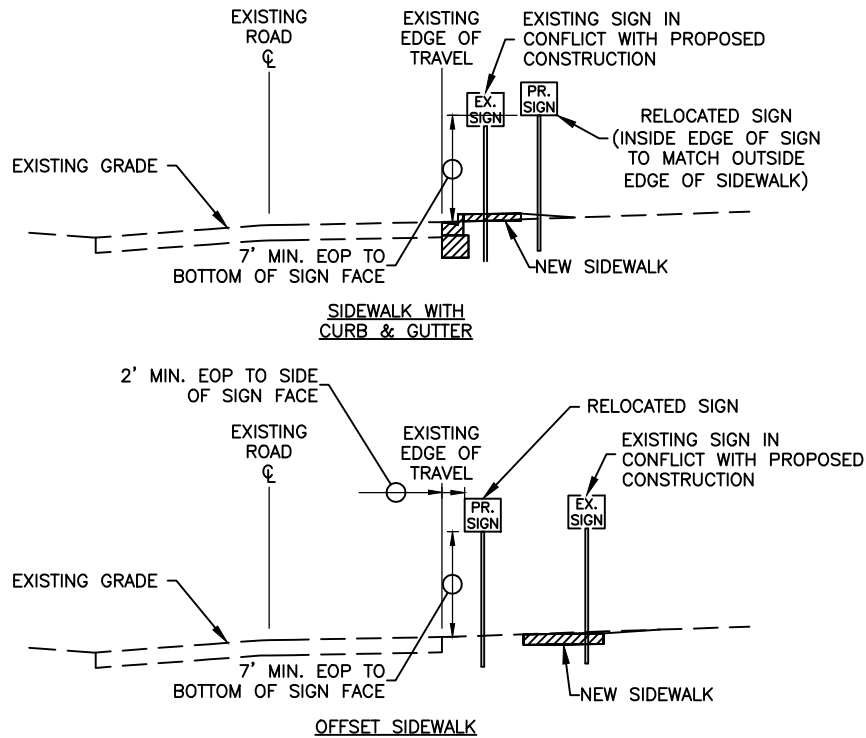 EXISTING
ROAD
℄
EXISTING
EDGE OF
TRAVEL
EXISTING SIGN IN
CONFLICT WITH PROPOSED
CONSTRUCTION
EX.
SIGN
PR.
SIGN
RELOCATED SIGN
(INSIDE EDGE OF SIGN
TO MATCH OUTSIDE
EDGE OF SIDEWALK)
EXISTING GRADE
7' MIN. EOP TO
BOTTOM OF SIGN FACE
NEW SIDEWALK
SIDEWALK WITH
CURB & GUTTER
2' MIN. EOP TO SIDE
OF SIGN FACE
EXISTING
ROAD
℄
EXISTING
EDGE OF
TRAVEL
RELOCATED SIGN
EXISTING SIGN IN
CONFLICT WITH PROPOSED
CONSTRUCTION
PR.
SIGN
EX.
SIGN
EXISTING GRADE
7' MIN. EOP TO
BOTTOM OF SIGN FACE
NEW SIDEWALK
OFFSET SIDEWALK